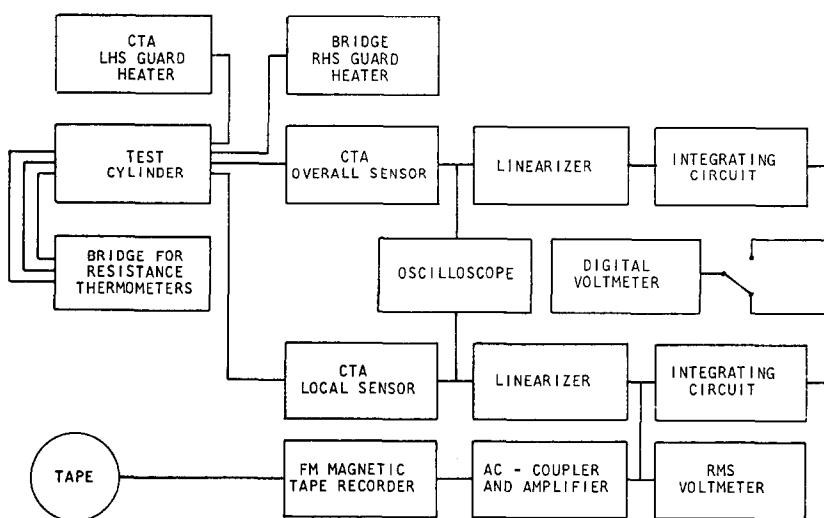 CTA
LHS GUARD
HEATER
BRIDGE
RHS GUARD
HEATER
TEST
CYLINDER
CTA
OVERALL SENSOR
LINEARIZER
INTEGRATING
CIRCUIT
BRIDGE FOR
RESISTANCE
THERMOMETERS
OSCILLOSCOPE
DIGITAL
VOLTMETER
CTA
LOCAL SENSOR
LINEARIZER
INTEGRATING
CIRCUIT
TAPE
FM MAGNETIC
TAPE RECORDER
AC - COUPLER
AND AMPLIFIER
RMS
VOLTMETER